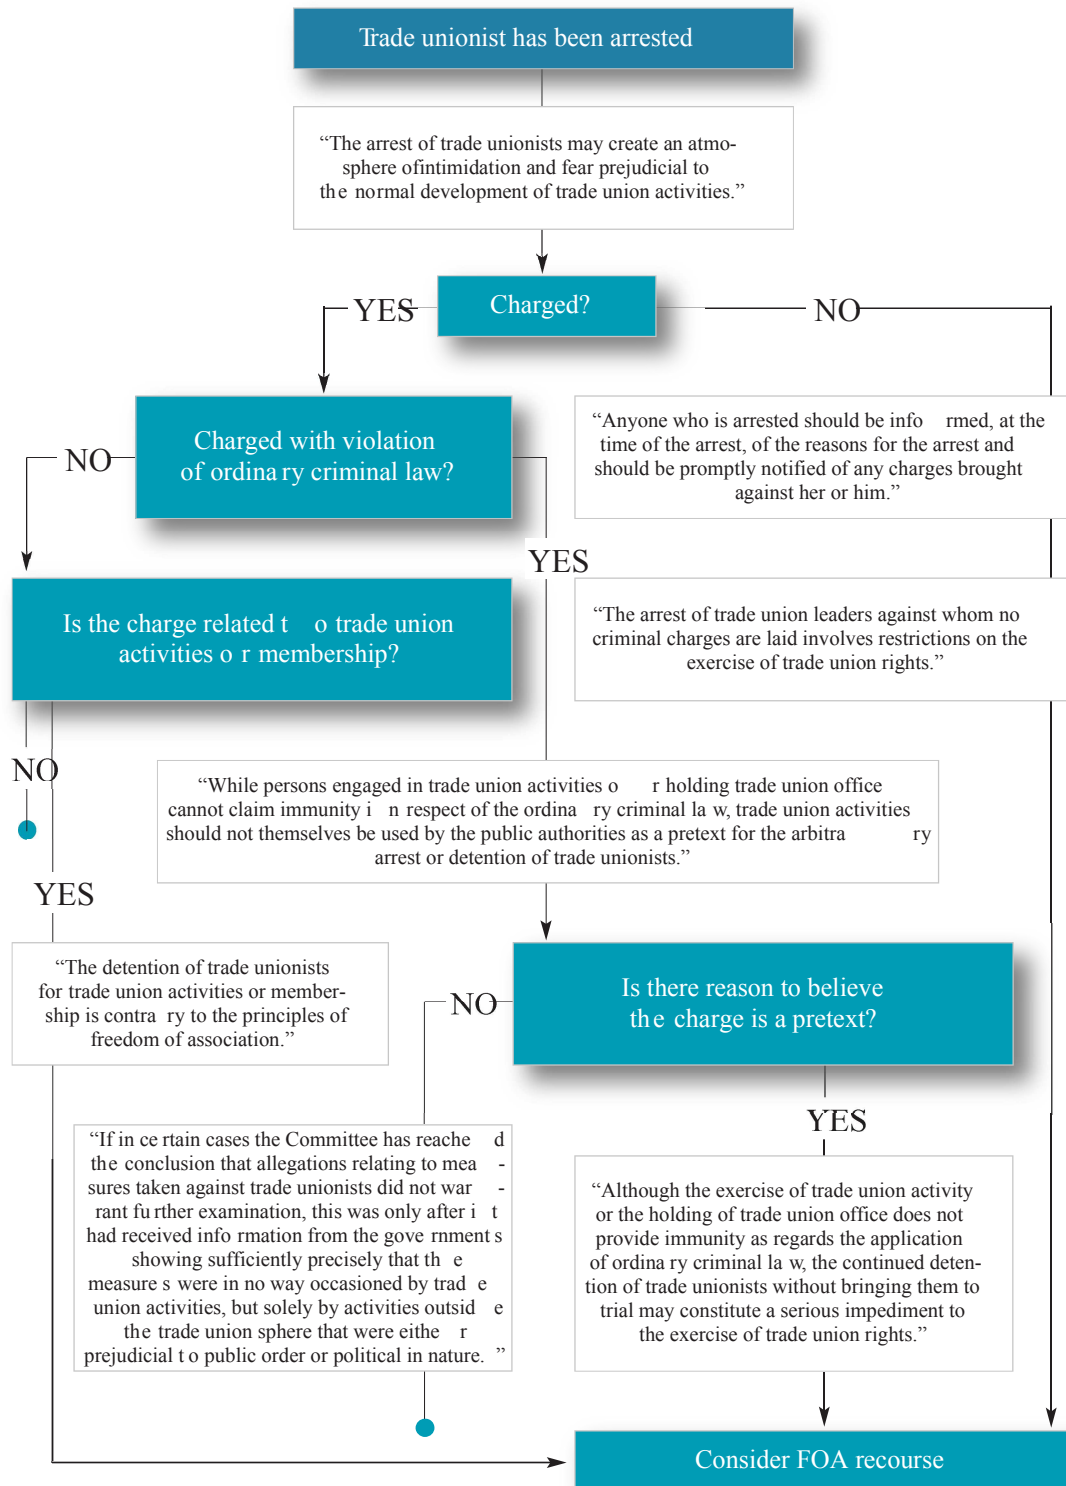 Trade unionist has been arrested
“The arrest of trade unionists may create an atmo-
sphere ofintimidation and fear prejudicial to
the normal development of trade union activities.”
Charged?
YES
NO
Charged with violation
of ordina ry criminal law?
NO
“Anyone who is arrested should be info rmed, at the
time of the arrest, of the reasons for the arrest and
should be promptly notified of any charges brought
against her or him.”
YES
Is the charge related t o trade union
activities o r membership?
“The arrest of trade union leaders against whom no
criminal charges are laid involves restrictions on the
exercise of trade union rights.”
NO
“While persons engaged in trade union activities o r holding trade union office
cannot claim immunity i n respect of the ordina ry criminal la w, trade union activities
should not themselves be used by the public authorities as a pretext for the arbitra ry
arrest or detention of trade unionists.”
YES
“The detention of trade unionists
for trade union activities or member-
ship is contra ry to the principles of
freedom of association.”
NO
Is there reason to believe
the charge is a pretext?
YES
“If in ce rtain cases the Committee has reache d
the conclusion that allegations relating to mea -
sures taken against trade unionists did not war -
rant fu rther examination, this was only after i t
had received info rmation from the gove rnment s
showing sufficiently precisely that th e
measure s were in no way occasioned by trad e
union activities, but solely by activities outsid e
the trade union sphere that were eithe r
prejudicial t o public order or political in nature. ”
“Although the exercise of trade union activity
or the holding of trade union office does not
provide immunity as regards the application
of ordina ry criminal la w, the continued deten-
tion of trade unionists without bringing them to
trial may constitute a serious impediment to
the exercise of trade union rights.”
Consider FOA recourse